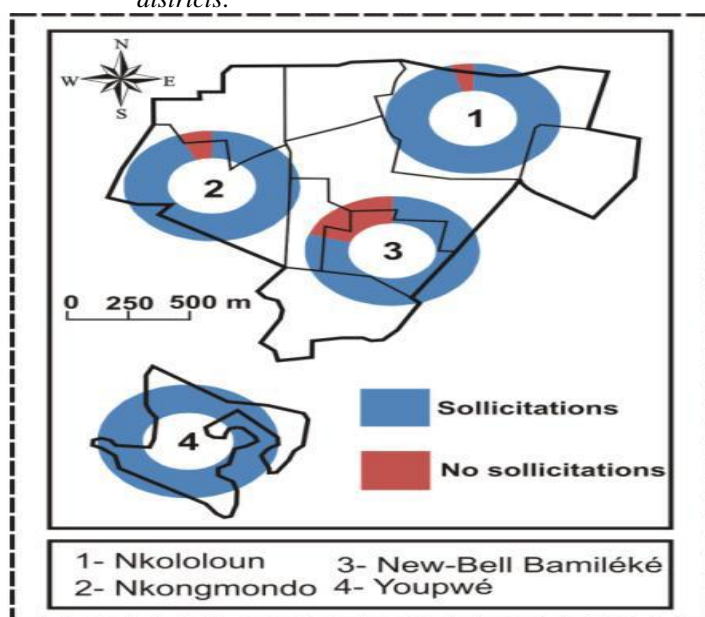 districts.
N
W E
S
1
2
3
0 250 500 m
4
Sollicitations
No sollicitations
1- Nkololoun 3- New-Bell Bamiléké
2- Nkongmondo 4- Youpwé